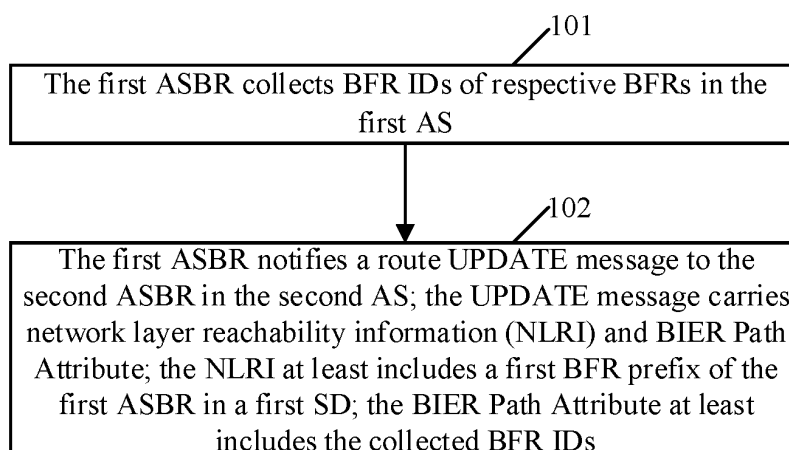 101
The first ASBR collects BFR IDs of respective BFRs in the
first AS
102
The first ASBR notifies a route UPDATE message to the
second ASBR in the second AS; the UPDATE message carries
network layer reachability information (NLRI) and BIER Path
Attribute; the NLRI at least includes a first BFR prefix of the
first ASBR in a first SD; the BIER Path Attribute at least
includes the collected BFR IDs